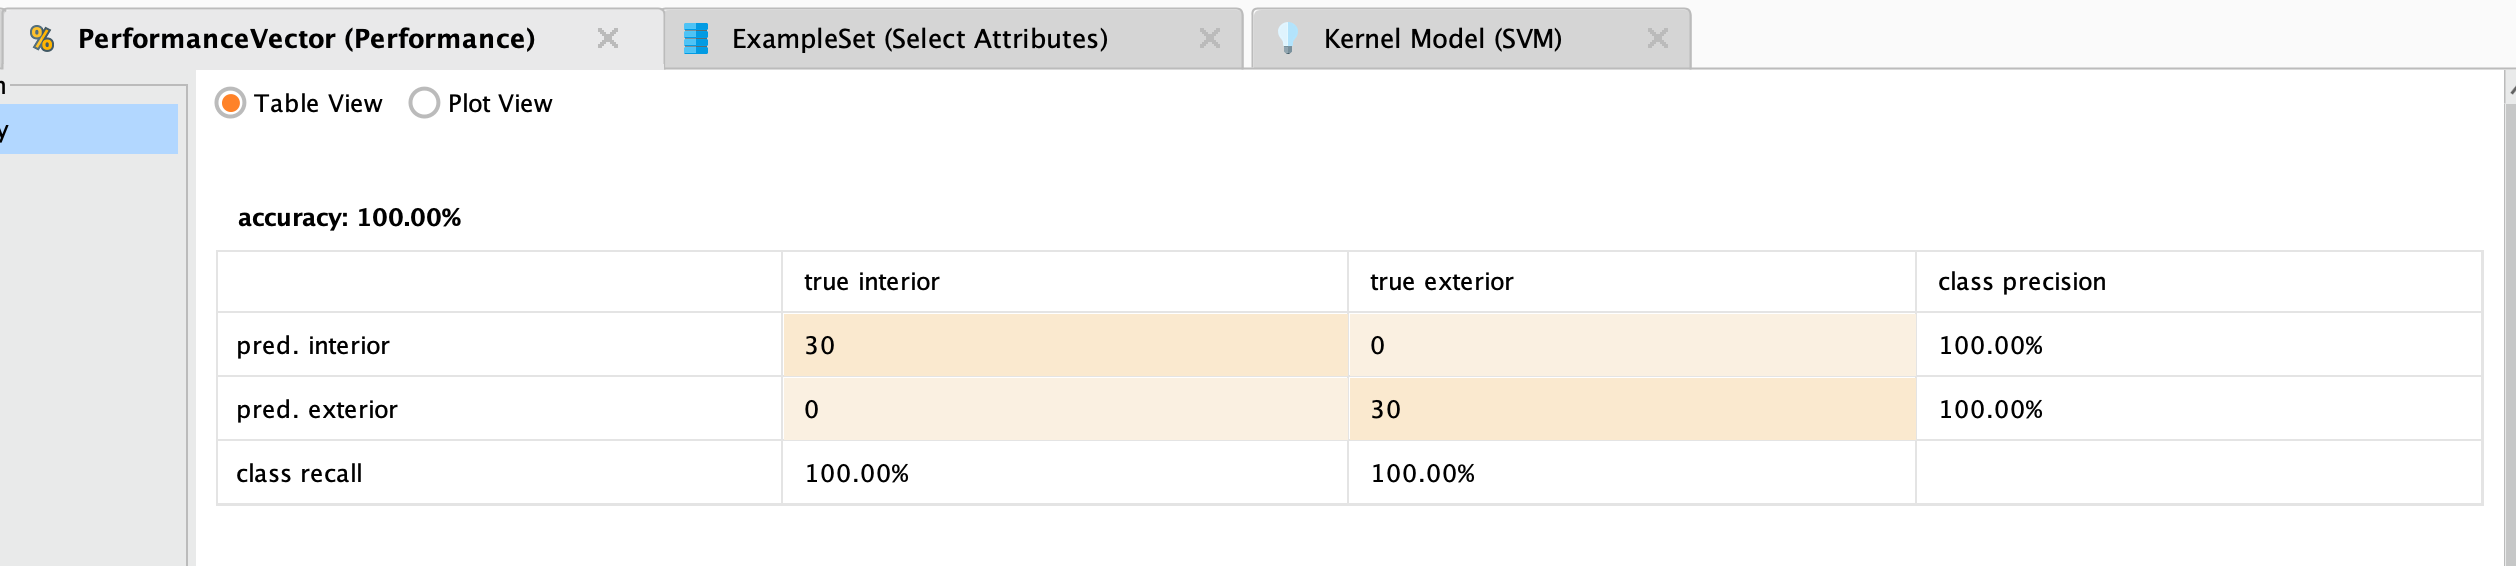 PerformanceVector (Performance) ExampleSet (Select Attributes) Kernel Model (SVM)
Table View Plot View
accuracy: 100.00%
true interior true exterior class precision
pred. interior 30 0 100.00%
pred. exterior 0 30 100.00%
class recall 100.00% 100.00%